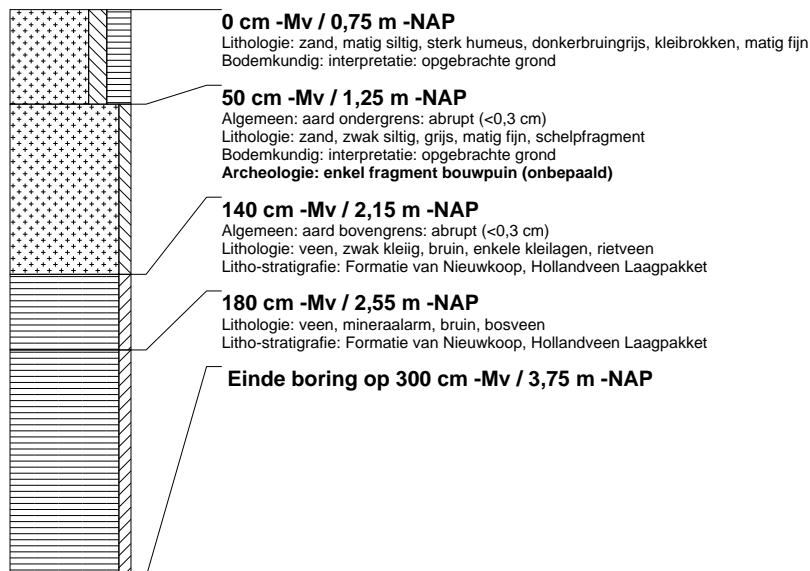 0 cm -Mv / 0,75 m -NAP
Lithologie: zand, matig siltig, sterk humeus, donkerbruingrijs, kleibrokken, matig fijn
Bodemkundig: interpretatie: opgebrachte grond
50 cm -Mv / 1,25 m -NAP
Algemeen: aard ondergrens: abrupt (<0,3 cm)
Lithologie: zand, zwak siltig, grijs, matig fijn, schelpfragment
Bodemkundig: interpretatie: opgebrachte grond
Archeologie: enkel fragment bouwpuin (onbepaald)
140 cm -Mv / 2,15 m -NAP
Algemeen: aard bovengrens: abrupt (<0,3 cm)
Lithologie: veen, zwak kleiig, bruin, enkele kleilagen, rietveen
Litho-stratigrafie: Formatie van Nieuwkoop, Hollandveen Laagpakket
180 cm -Mv / 2,55 m -NAP
Lithologie: veen, mineraalarm, bruin, bosveen
Litho-stratigrafie: Formatie van Nieuwkoop, Hollandveen Laagpakket
Einde boring op 300 cm -Mv / 3,75 m -NAP